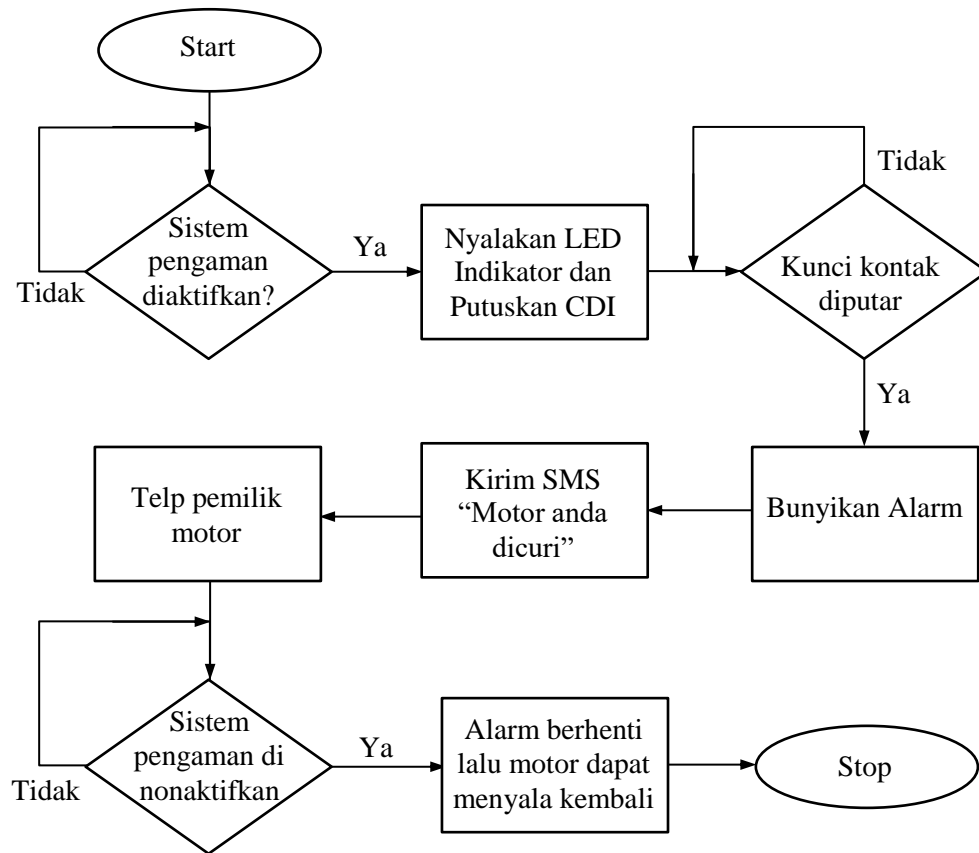 Start
Tidak
Sistem
pengaman
diaktifkan?
Tidak
Ya
Nyalakan LED
Indikator dan
Putuskan CDI
Kunci kontak
diputar
Ya
Telp pemilik
motor
Kirim SMS
“Motor anda
dicuri”
Bunyikan Alarm
Sistem
pengaman di
nonaktifkan
Tidak
Ya
Alarm berhenti
lalu motor dapat
menyala kembali
Stop